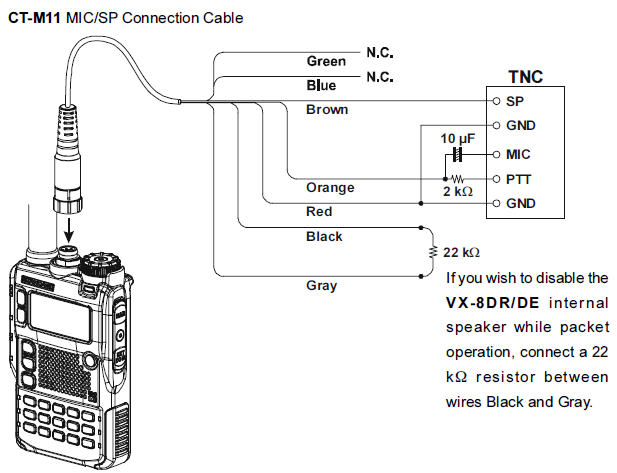 CT-M11 MIC/SP Connection Cable
N.C.
Green
N.C.
Blue
TNC
Brown
SP
GND
10 µF
MIC
Orange
2 kΩ
PTT
Red
GND
Black
22 kΩ
Gray
If you wish to disable the
VX-8DR/DE internal
speaker while packet
operation, connect a 22
kΩ resistor between
wires Black and Gray.